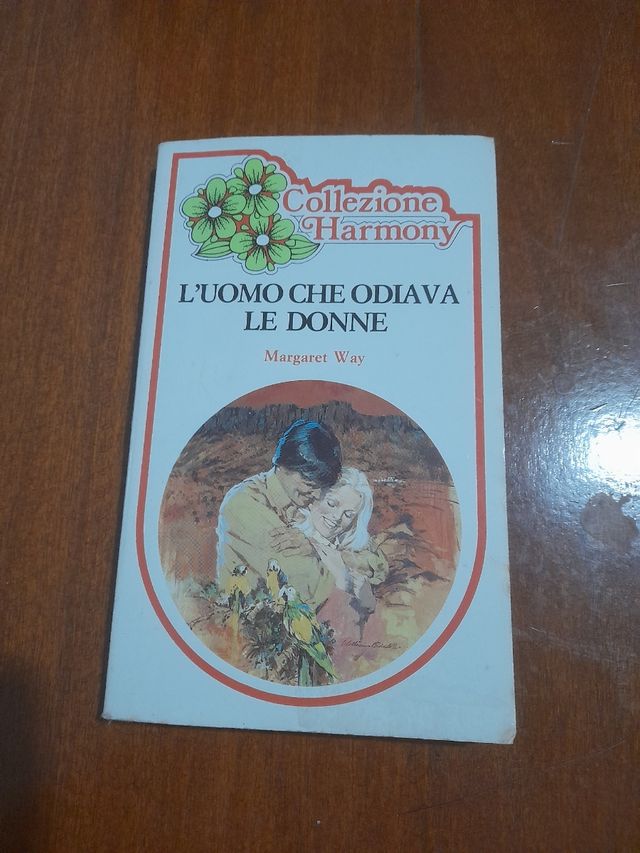 Collezione
Harmony
L'UOMO CHE ODIAVA
LE DONNE
Margaret Way